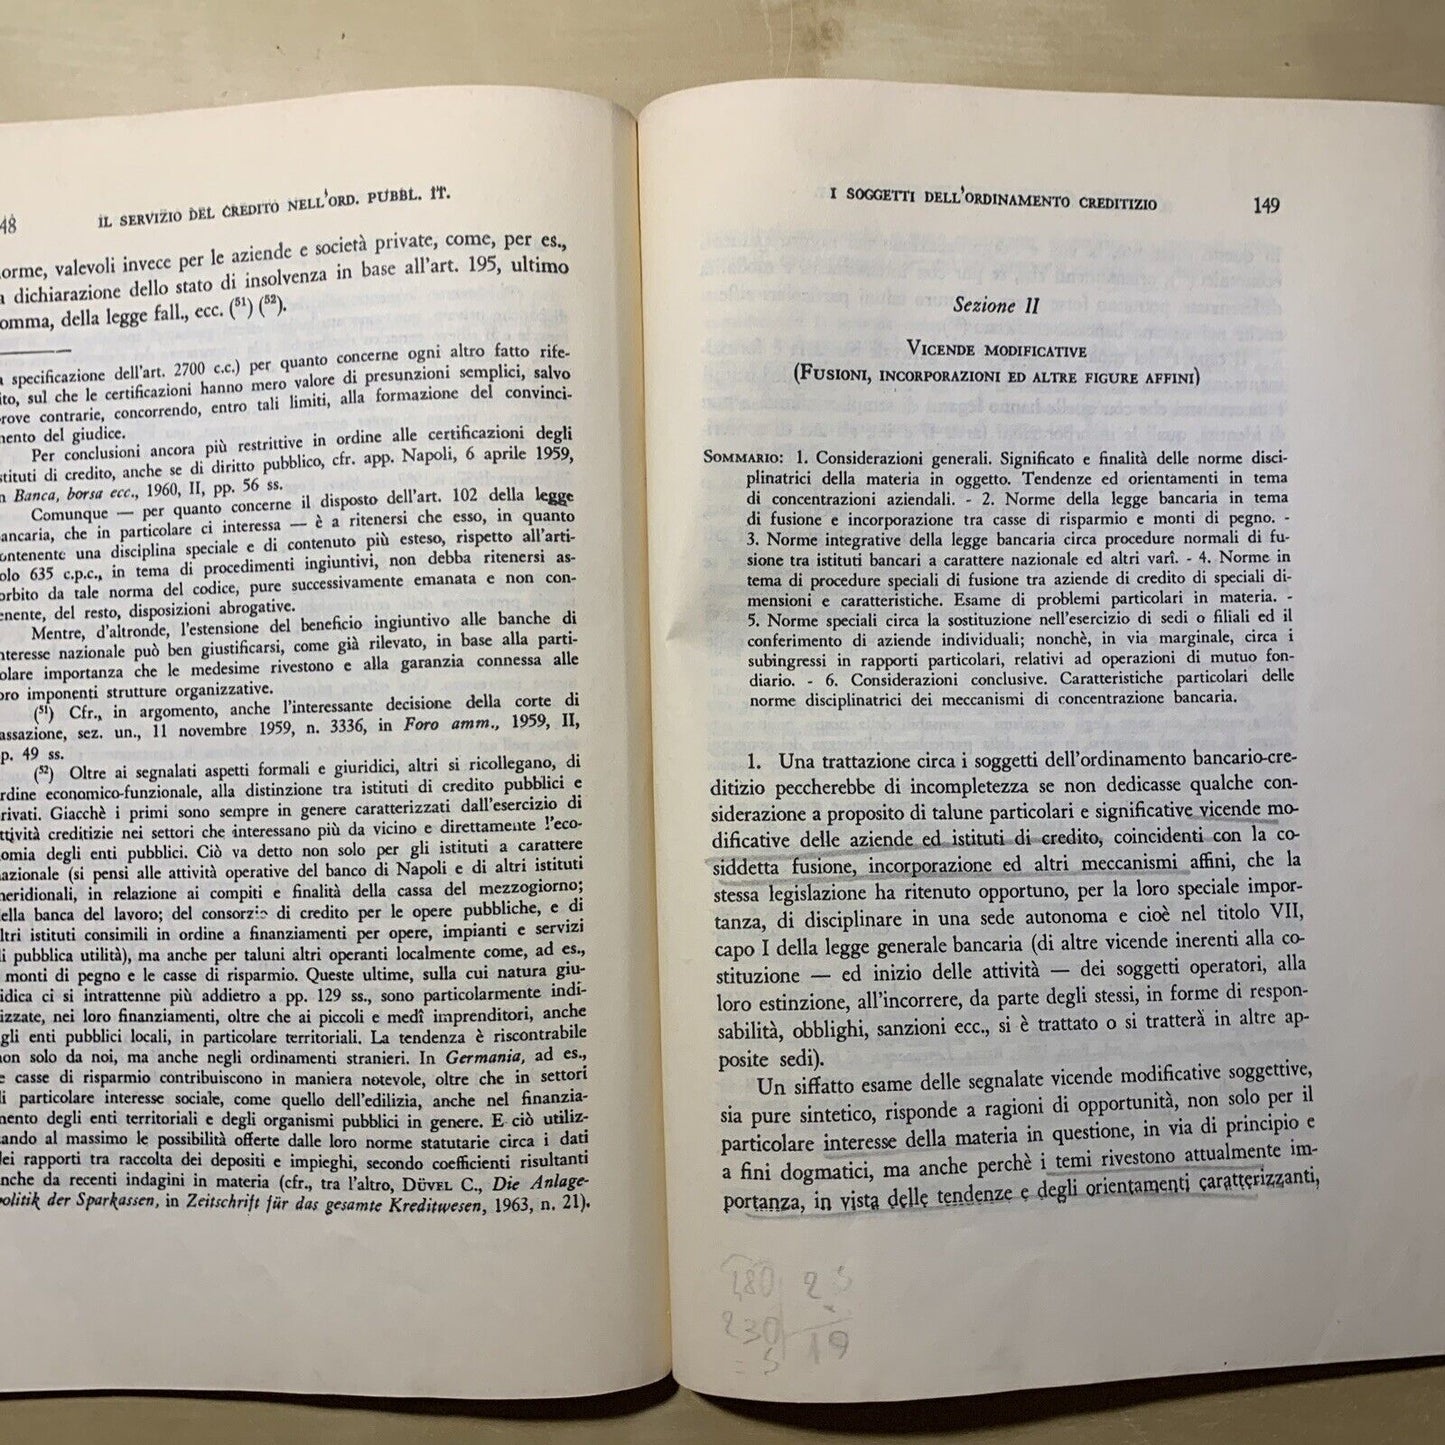 48 IL SERVIZIO DEL CREDITO NELL'ORD. PUBBL. IT.
orme, valevoli invece per le aziende e società private, come, per es.,
a dichiarazione dello stato di insolvenza in base all'art. 195, ultimo
omma, della legge fall., ecc. (51) (52).
a specificazione dell'art. 2700 c.c.) per quanto concerne ogni altro fatto rife-
ito, sul che le certificazioni hanno mero valore di presunzioni semplici, salvo
rove contrarie, concorrendo, entro tali limiti, alla formazione del convinci-
mento del giudice.
Per conclusioni ancora più restrittive in ordine alle certificazioni degli
stituti di credito, anche se di diritto pubblico, cfr. app. Napoli, 6 aprile 1959,
n Banca, borsa ecc., 1960, II, pp. 56 ss.
Comunque — per quanto concerne il disposto dell'art. 102 della legge
ancaria, che in particolare ci interessa — è a ritenersi che esso, in quanto
ontenente una disciplina speciale e di contenuto più esteso, rispetto all'arti-
olo 635 c.p.c., in tema di procedimenti ingiuntivi, non debba ritenersi as-
orbito da tale norma del codice, pure successivamente emanata e non con-
enente, del resto, disposizioni abrogative.
Mentre, d'altronde, l'estensione del beneficio ingiuntivo alle banche di
nteresse nazionale può ben giustificarsi, come già rilevato, in base alla parti-
olare importanza che le medesime rivestono e alla garanzia connessa alle
oro imponenti strutture organizzative.
(51) Cfr., in argomento, anche l'interessante decisione della corte di
assazione, sez. un., 11 novembre 1959, n. 3336, in Foro amm., 1959, II,
p. 49 ss.
(52) Oltre ai segnalati aspetti formali e giuridici, altri si ricollegano, di
rdine economico-funzionale, alla distinzione tra istituti di credito pubblici e
rivati. Giacchè i primi sono sempre in genere caratterizzati dall'esercizio di
ttività creditizie nei settori che interessano più da vicino e direttamente l'eco-
omia degli enti pubblici. Ciò va detto non solo per gli istituti a carattere
nazionale (si pensi alle attività operative del banco di Napoli e di altri istituti
meridionali, in relazione ai compiti e finalità della cassa del mezzogiorno;
della banca del lavoro; del consorzio di credito per le opere pubbliche, e di
ltri istituti consimili in ordine a finanziamenti per opere, impianti e servizi
di pubblica utilità), ma anche per taluni altri operanti localmente come, ad es.,
monti di pegno e le casse di risparmio. Queste ultime, sulla cui natura giu-
idica ci si intrattenne più addietro a pp. 129 ss., sono particolarmente indi-
izzate, nei loro finanziamenti, oltre che ai piccoli e medî imprenditori, anche
gli enti pubblici locali, in particolare territoriali. La tendenza è riscontrabile
non solo da noi, ma anche negli ordinamenti stranieri. In Germania, ad es.,
e casse di risparmio contribuiscono in maniera notevole, oltre che in settori
di particolare interesse sociale, come quello dell'edilizia, anche nel finanzia-
mento degli enti territoriali e degli organismi pubblici in genere. E ciò utiliz-
ando al massimo le possibilità offerte dalle loro norme statutarie circa i dati
dei rapporti tra raccolta dei depositi e impieghi, secondo coefficienti risultanti
nche da recenti indagini in materia (cfr., tra l'altro, DÜVEL C., Die Anlage-
politik der Sparkassen, in Zeitschrift für das gesamte Kreditwesen, 1963, n. 21).
I SOGGETTI DELL'ORDINAMENTO CREDITIZIO 149
Sezione II
VICENDE MODIFICATIVE
(FUSIONI, INCORPORAZIONI ED ALTRE FIGURE AFFINI)
SOMMARIO: 1. Considerazioni generali. Significato e finalità delle norme disci-
plinatrici della materia in oggetto. Tendenze ed orientamenti in tema
di concentrazioni aziendali. - 2. Norme della legge bancaria in tema
di fusione e incorporazione tra casse di risparmio e monti di pegno. -
3. Norme integrative della legge bancaria circa procedure normali di fu-
sione tra istituti bancari a carattere nazionale ed altri varî. - 4. Norme in
tema di procedure speciali di fusione tra aziende di credito di speciali di-
mensioni e caratteristiche. Esame di problemi particolari in materia. -
5. Norme speciali circa la sostituzione nell'esercizio di sedi o filiali ed il
conferimento di aziende individuali; nonchè, in via marginale, circa i
subingressi in rapporti particolari, relativi ad operazioni di mutuo fon-
diario. - 6. Considerazioni conclusive. Caratteristiche particolari delle
norme disciplinatrici dei meccanismi di concentrazione bancaria.
1. Una trattazione circa i soggetti dell'ordinamento bancario-cre-
ditizio peccherebbe di incompletezza se non dedicasse qualche con-
siderazione a proposito di talune particolari e significative vicende mo-
dificative delle aziende ed istituti di credito, coincidenti con la co-
siddetta fusione, incorporazione ed altri meccanismi affini, che la
stessa legislazione ha ritenuto opportuno, per la loro speciale impor-
tanza, di disciplinare in una sede autonoma e cioè nel titolo VII,
capo I della legge generale bancaria (di altre vicende inerenti alla co-
stituzione — ed inizio delle attività — dei soggetti operatori, alla
loro estinzione, all'incorrere, da parte degli stessi, in forme di respon-
sabilità, obblighi, sanzioni ecc., si è trattato o si tratterà in altre ap-
posite sedi).
Un siffatto esame delle segnalate vicende modificative soggettive,
sia pure sintetico, risponde a ragioni di opportunità, non solo per il
particolare interesse della materia in questione, in via di principio e
a fini dogmatici, ma anche perchè i temi rivestono attualmente im-
portanza, in vista delle tendenze e degli orientamenti caratterizzanti,
180 25
230 19
= 5